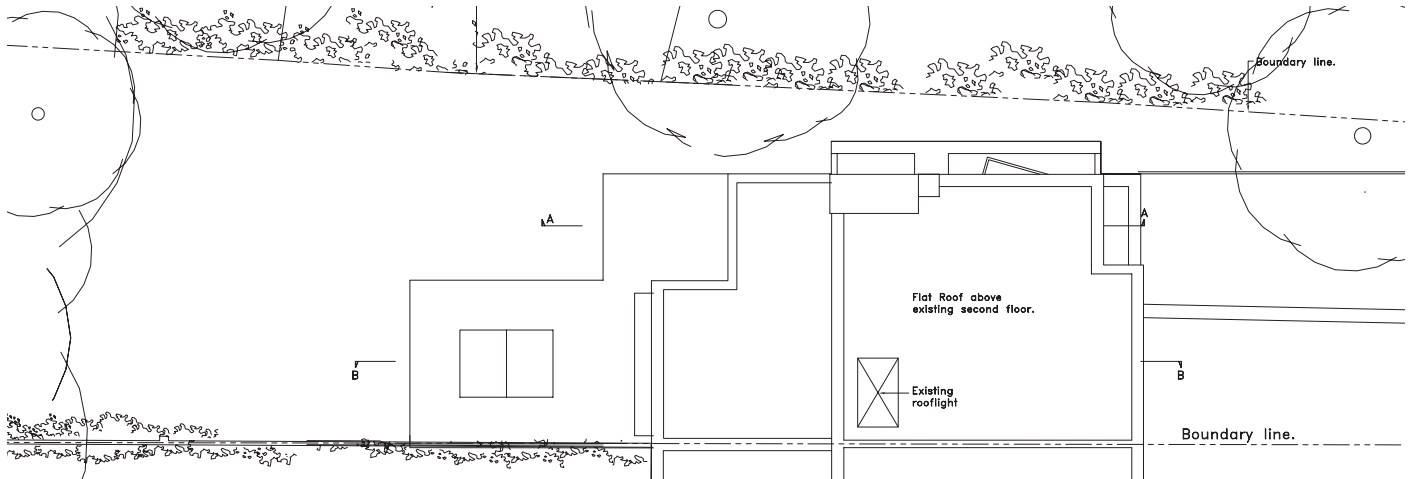 Boundary line.
A
A
Flat Roof above
existing second floor.
B
B
Existing
rooflight
Boundary line.